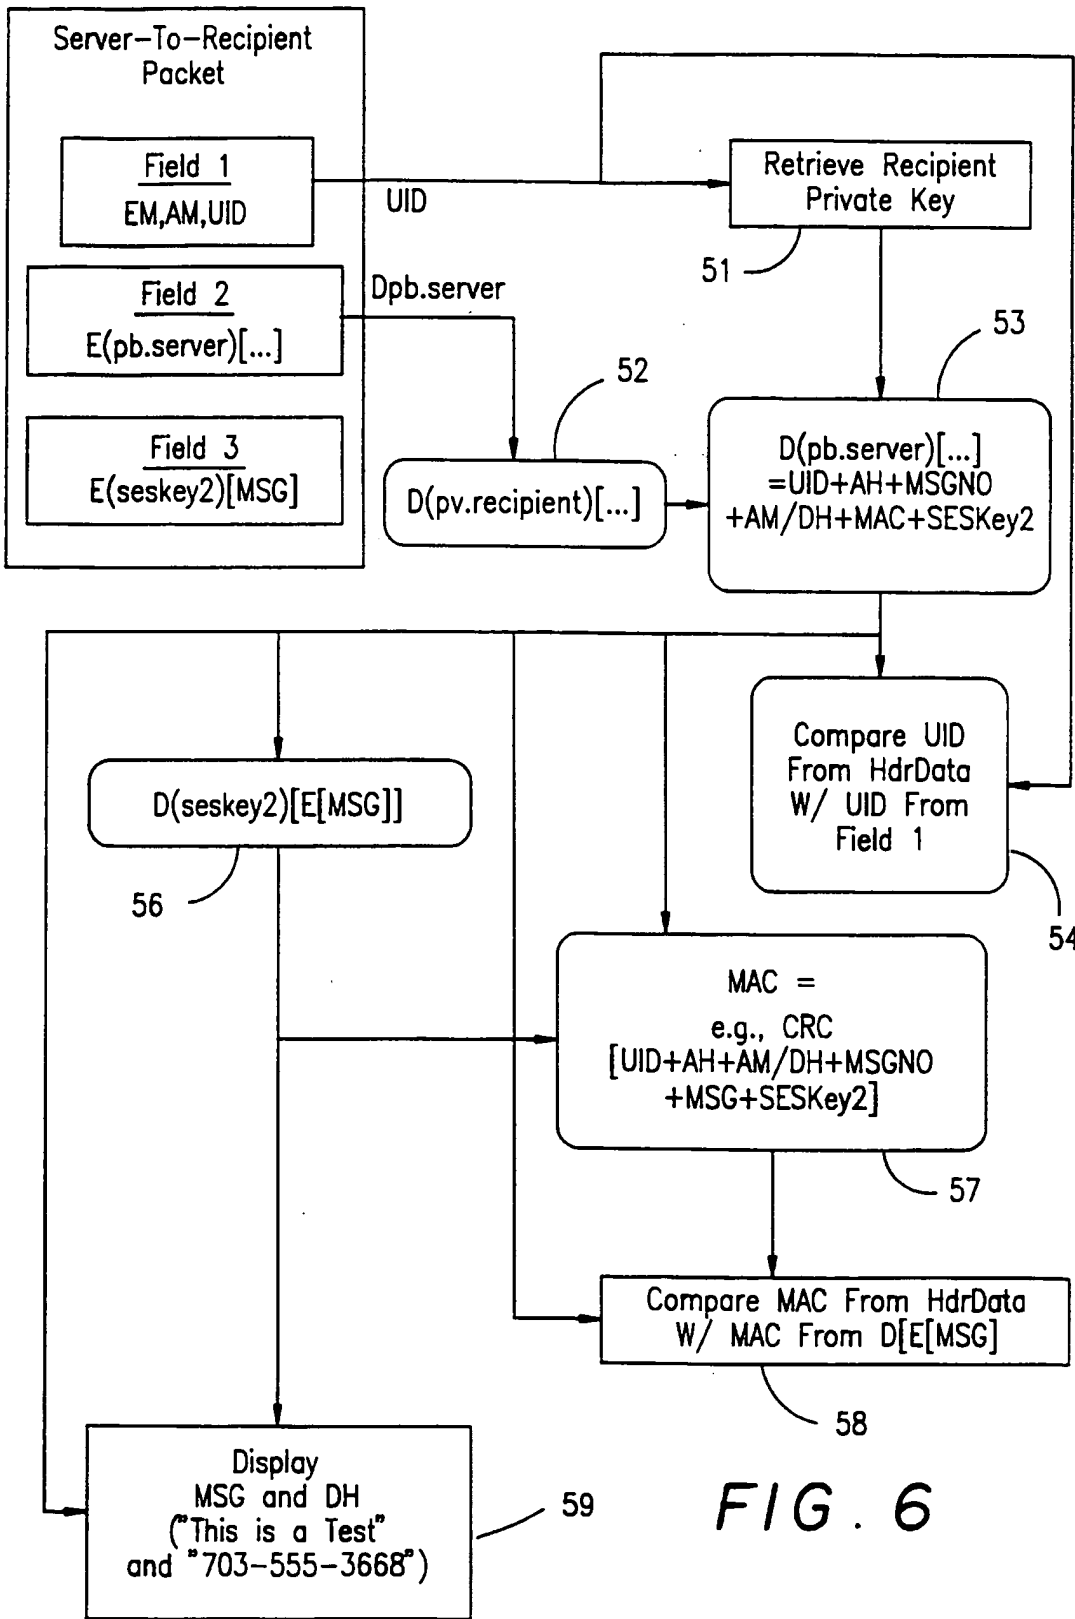 Server-To-Recipient
Packet
Field 1
EM,AM,UID
UID
Retrieve Recipient
Private Key
51
Field 2
E(pb.server)[...]
Dpb.server
53
52
Field 3
E(seskey2)[MSG]
D(pv.recipient)[...]
D(pb.server)[...]
=UID+AH+MSGNO
+AM/DH+MAC+SESKey2
Compare UID
From HdrData
W/ UID From
Field 1
54
D(seskey2)[E[MSG]]
56
MAC =
e.g., CRC
[UID+AH+AM/DH+MSGNO
+MSG+SESKey2]
57
Compare MAC From HdrData
W/ MAC From D[E[MSG]
58
Display
MSG and DH
("This is a Test"
and "703-555-3668")
59
FIG. 6